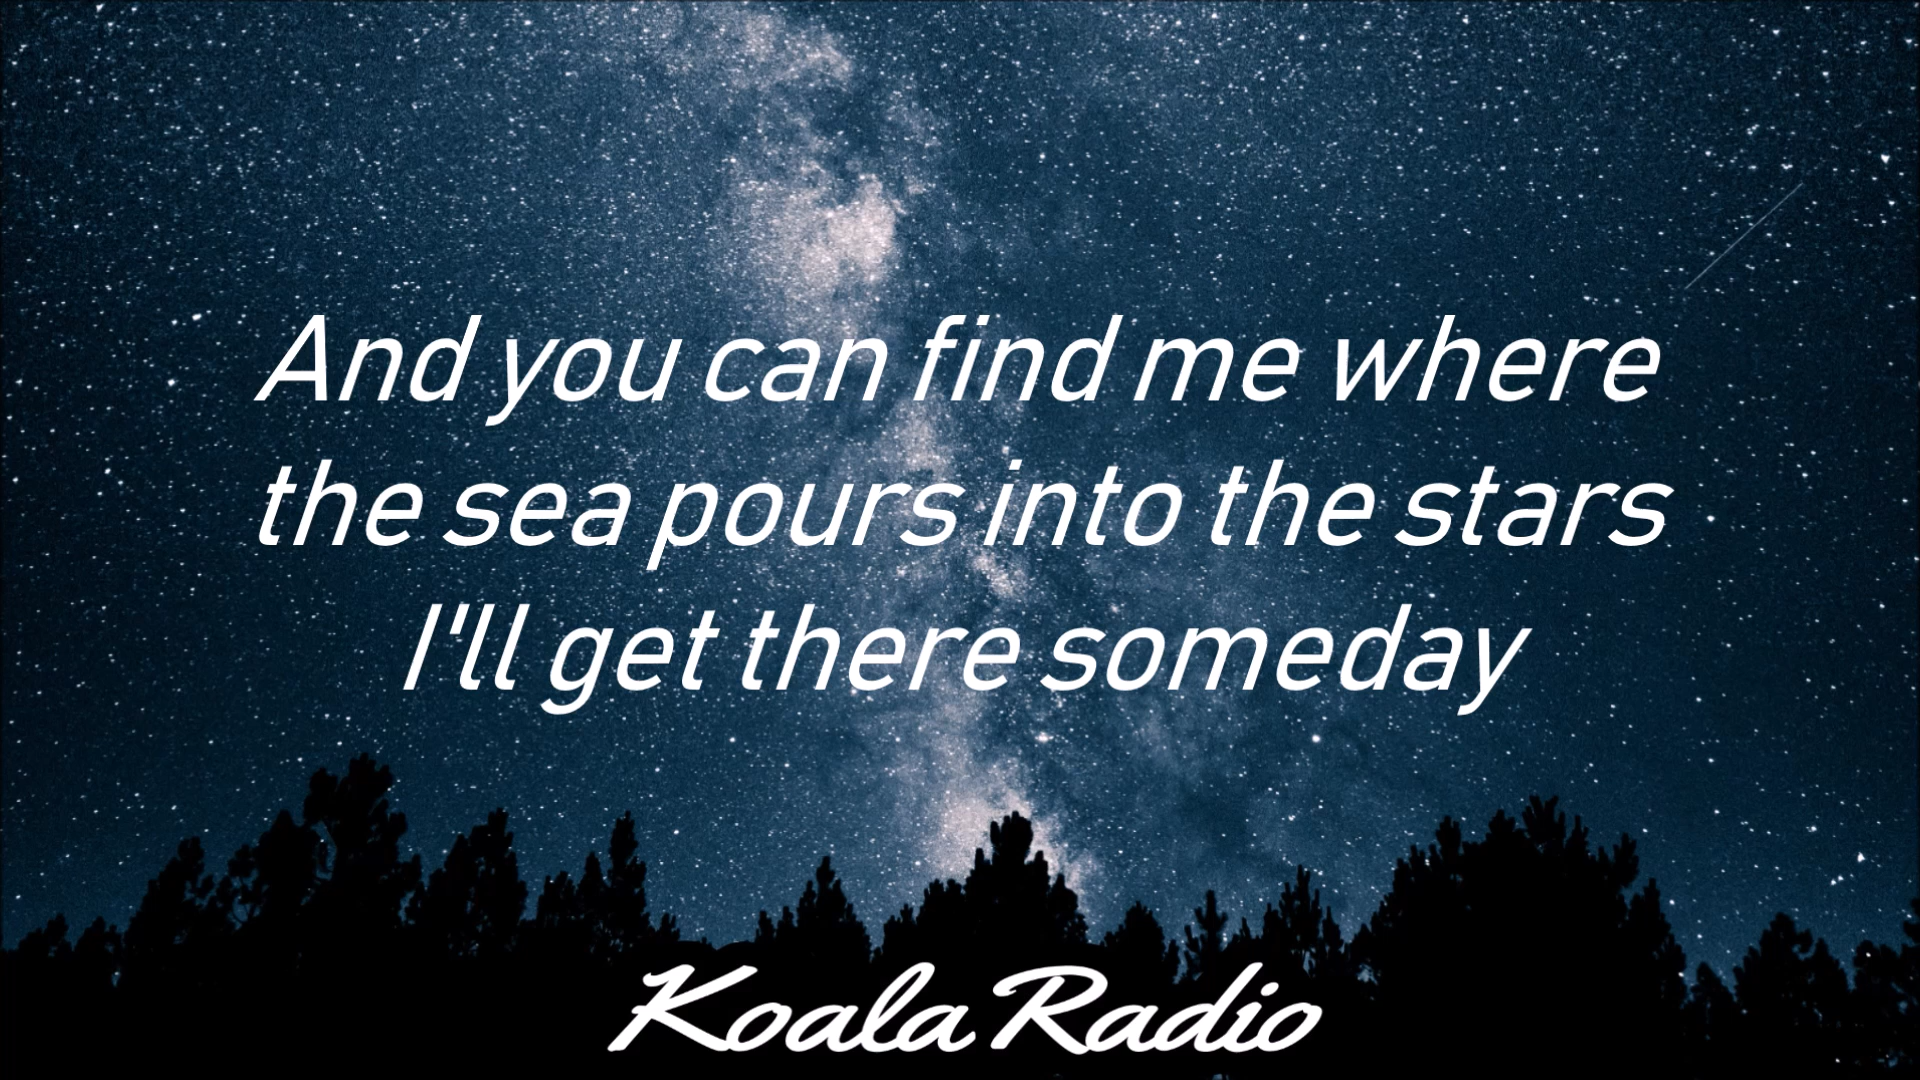 And you can find me where
the sea pours into the stars
I'll get there someday
Koala Radio